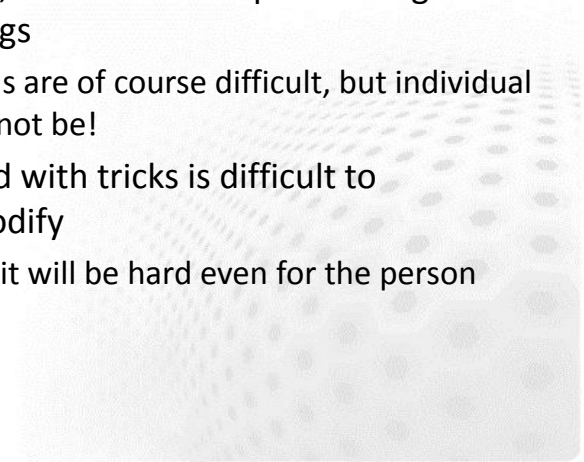 gs
s are of course difficult, but individual
not be!
d with tricks is difficult to
odify
it will be hard even for the person